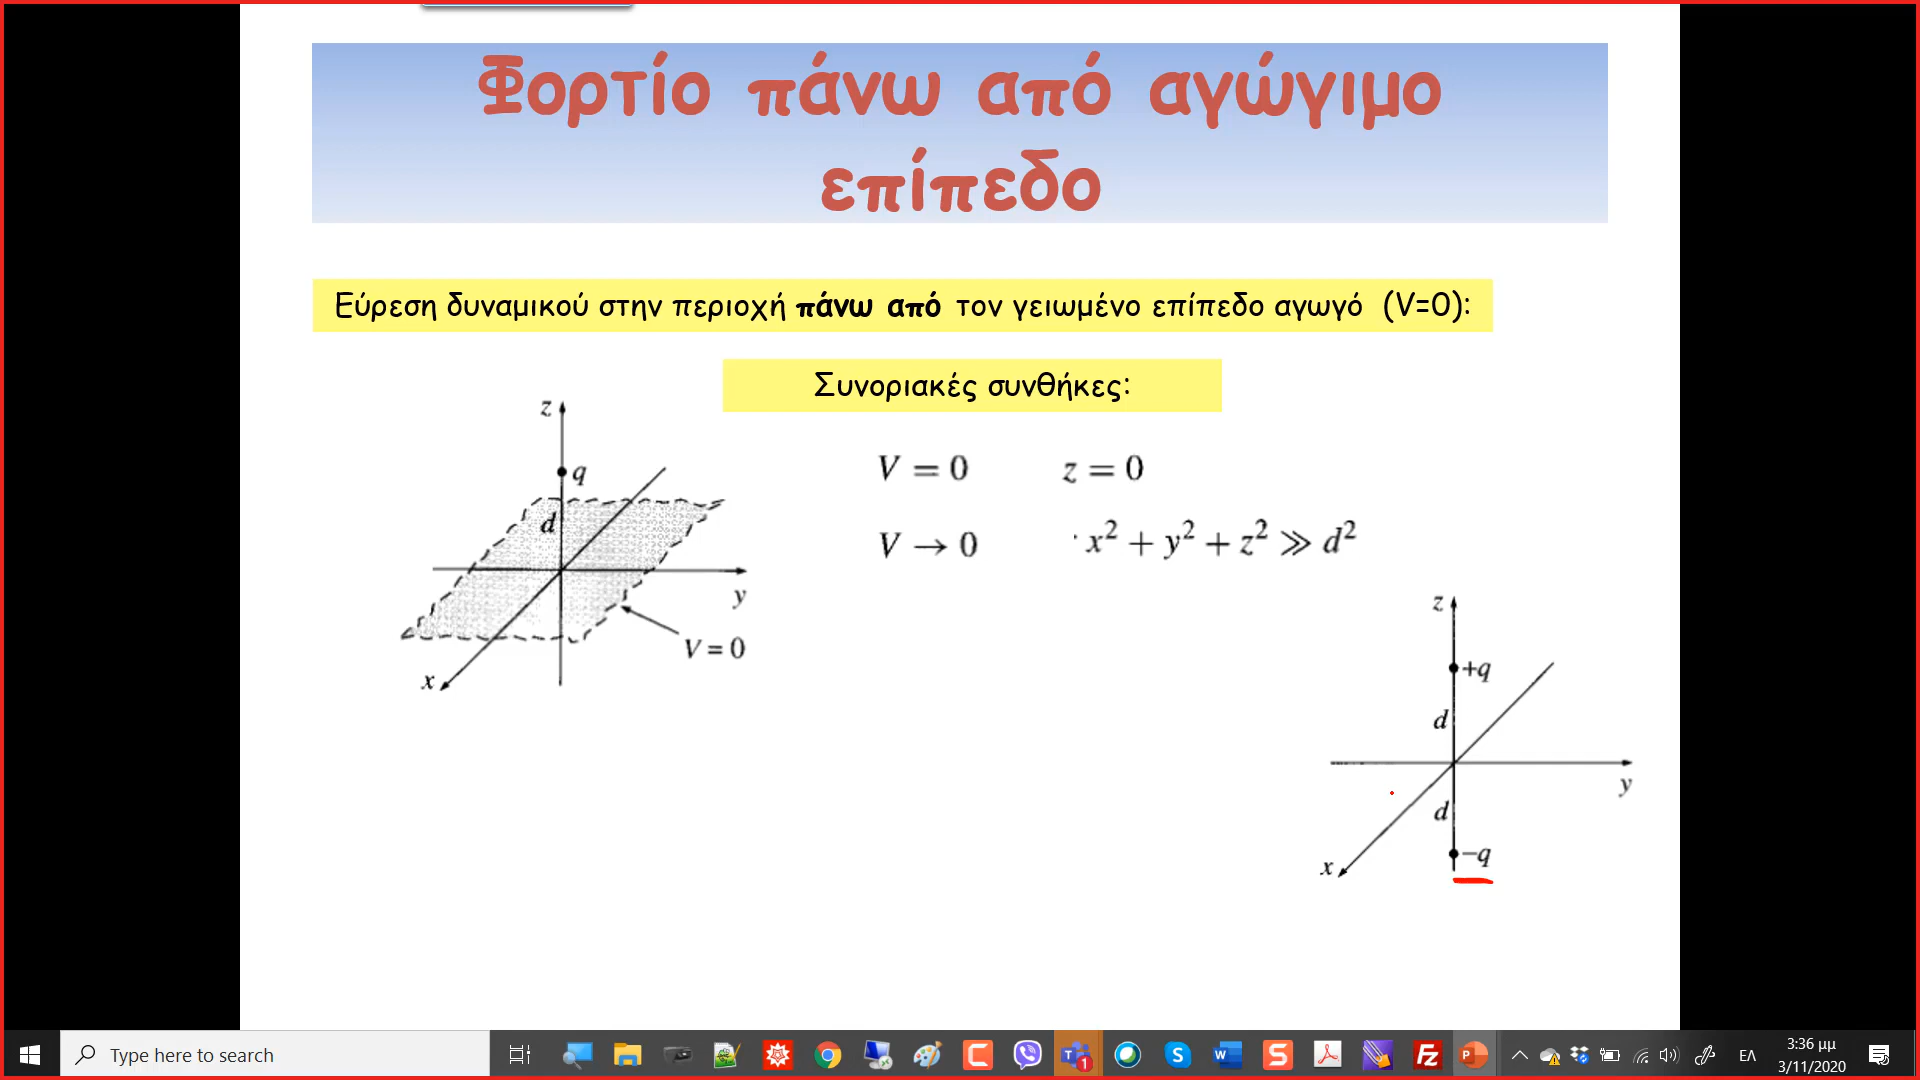 Φορτίο πάνω από αγώγιμο
επίπεδο
Εύρεση δυναμικού στην περιοχή πάνω από τον γειωμένο επίπεδο αγωγό (V=0):
Συνοριακές συνθήκες:
z
q
d
y
V = 0
x
V = 0 z = 0
V → 0 x² + y² + z² ≫ d²
z
+q
d
y
d
x
−q
Type here to search
1
ΕΛ
3:36 μμ
3/11/2020